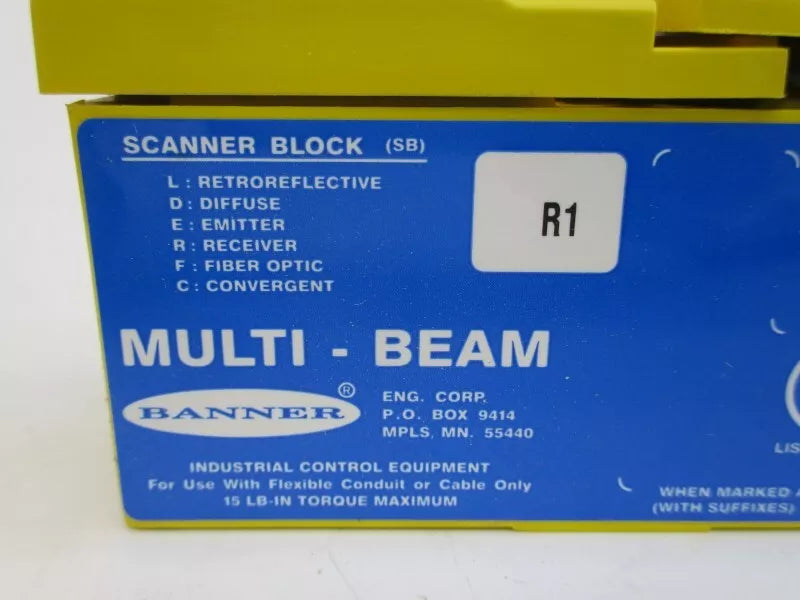 SCANNER BLOCK (SB)
L : RETROREFLECTIVE
D : DIFFUSE
E : EMITTER
R : RECEIVER
F : FIBER OPTIC
C : CONVERGENT
R1
MULTI - BEAM
BANNER ®
ENG. CORP.
P.O. BOX 9414
MPLS, MN. 55440
INDUSTRIAL CONTROL EQUIPMENT
For Use With Flexible Conduit or Cable Only
15 LB-IN TORQUE MAXIMUM
LIS
WHEN MARKED
(WITH SUFFIXES)